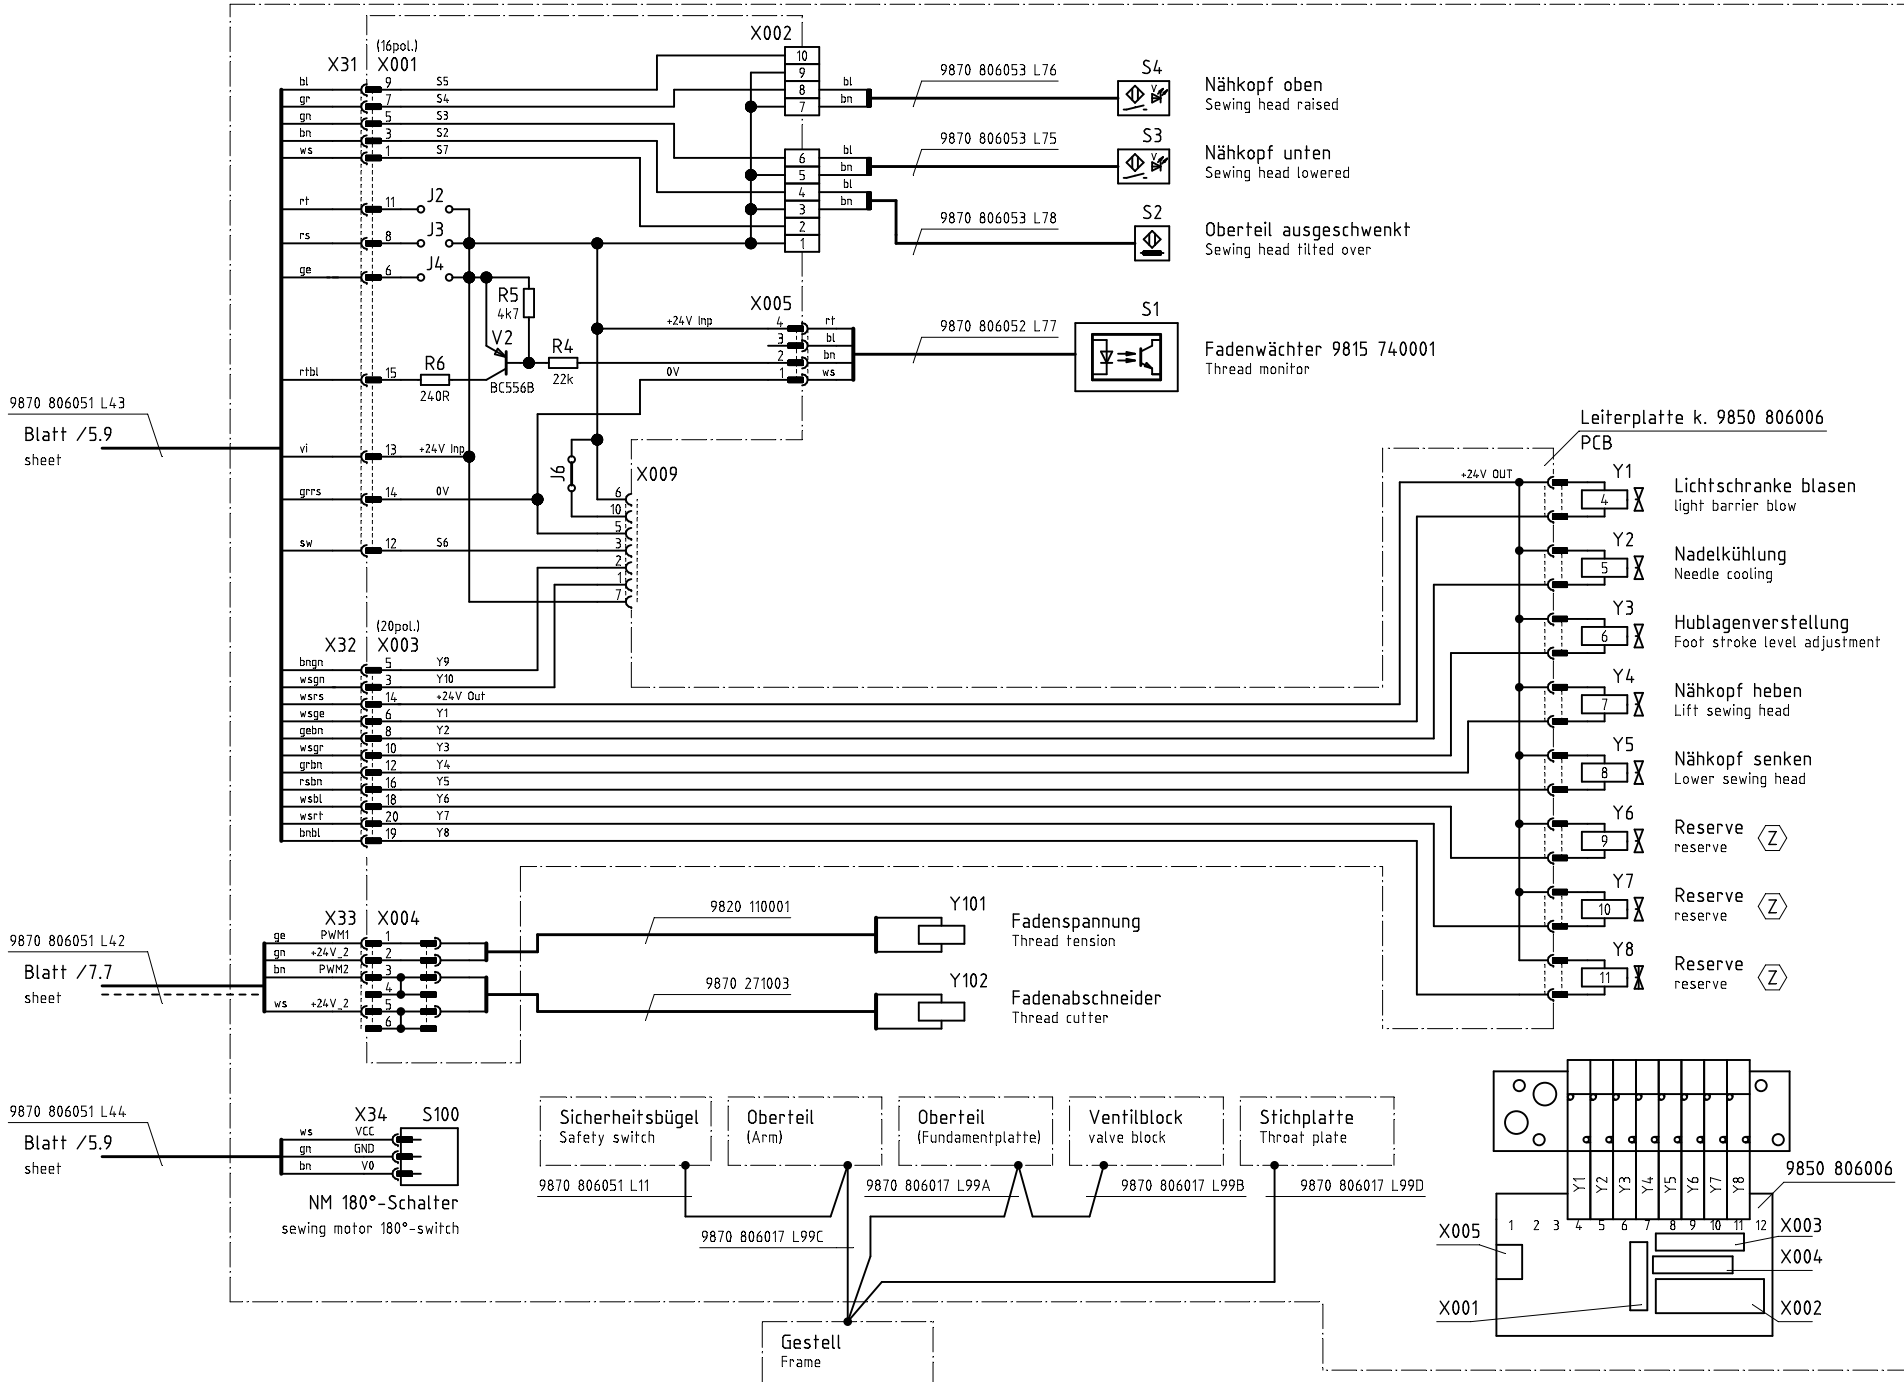 (16pol.)
X31 X001
bl 9 S5
gr 7 S4
gn 5 S3
bn 3 S2
ws 1 S7
rt 11 J2
rs 8 J3
ge 6 J4
R5
4k7
V2
BC556B
R4
22k
rtbl 15 R6
240R
vi 13 +24V Inp
grrs 14 0V
sw 12 S6
J6
X009
6
10
5
3
2
1
7
X002
10
9
8 bl
7 bn
6 bl
5 bn
4 bl
3 bn
2
1
X005
+24V Inp 4 rt
3 bl
2 bn
0V 1 ws
9870 806053 L76
S4
Nähkopf oben
Sewing head raised
9870 806053 L75
S3
Nähkopf unten
Sewing head lowered
9870 806053 L78
S2
Oberteil ausgeschwenkt
Sewing head tilted over
9870 806052 L77
S1
Fadenwächter 9815 740001
Thread monitor
9870 806051 L43
Blatt /5.9
sheet
(20pol.)
X32 X003
bngn 5 Y9
wsgn 3 Y10
wsrs 14 +24V Out
wsge 6 Y1
gebn 8 Y2
wsgr 10 Y3
grbn 12 Y4
rsbn 16 Y5
wsbl 18 Y6
wsrt 20 Y7
bnbl 19 Y8
Leiterplatte k. 9850 806006
PCB
+24V OUT
Y1
4
Lichtschranke blasen
light barrier blow
Y2
5
Nadelkühlung
Needle cooling
Y3
6
Hublagenverstellung
Foot stroke level adjustment
Y4
7
Nähkopf heben
Lift sewing head
Y5
8
Nähkopf senken
Lower sewing head
Y6
9
Reserve Z
reserve
Y7
10
Reserve Z
reserve
Y8
11
Reserve Z
reserve
9870 806051 L42
Blatt /7.7
sheet
X33 X004
ge PWM1 1
gn +24V_2 2
bn PWM2 3
4
ws +24V_2 5
6
9820 110001
Y101
Fadenspannung
Thread tension
9870 271003
Y102
Fadenabschneider
Thread cutter
9870 806051 L44
Blatt /5.9
sheet
X34 S100
ws VCC
gn GND
bn V0
NM 180°-Schalter
sewing motor 180°-switch
Sicherheitsbügel
Safety switch
Oberteil
(Arm)
Oberteil
(Fundamentplatte)
Ventilblock
valve block
Stichplatte
Throat plate
9870 806051 L11
9870 806017 L99A
9870 806017 L99B
9870 806017 L99D
9870 806017 L99C
Gestell
Frame
9850 806006
Y1 Y2 Y3 Y4 Y5 Y6 Y7 Y8
1 2 3 4 5 6 7 8 9 10 11 12
X005
X003
X004
X001
X002